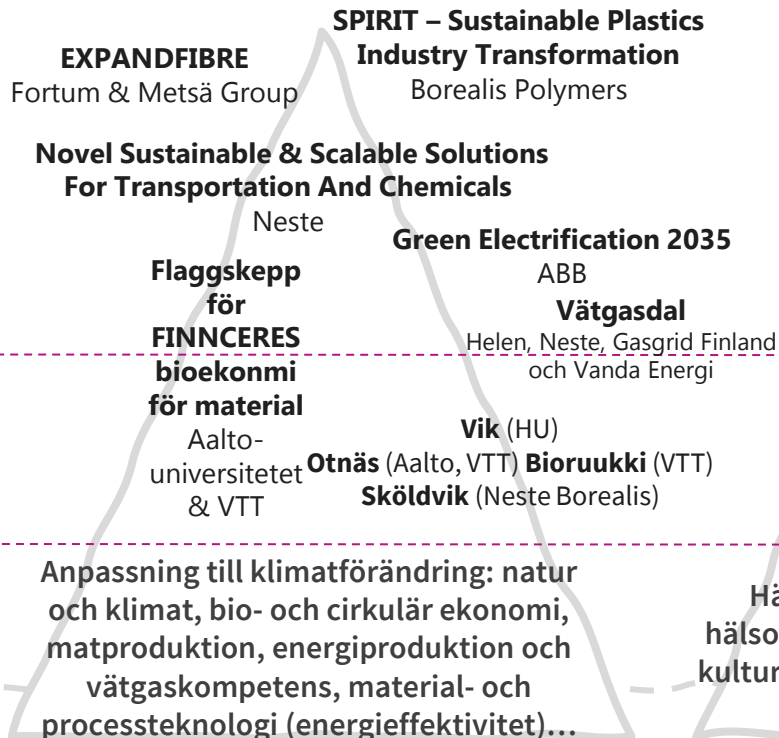 SPIRIT – Sustainable Plastics
Industry Transformation
Borealis Polymers
EXPANDFIBRE
Fortum & Metsä Group
Novel Sustainable & Scalable Solutions
For Transportation And Chemicals
Neste
Green Electrification 2035
ABB
Flaggskepp
för
FINNCERES
bioekonmi
för material
Aalto-
universitetet
& VTT
Vätgasdal
Helen, Neste, Gasgrid Finland
och Vanda Energi
Vik (HU)
Otnäs (Aalto, VTT) Bioruukki (VTT)
Sköldvik (Neste Borealis)
Anpassning till klimatförändring: natur
och klimat, bio- och cirkulär ekonomi,
matproduktion, energiproduktion och
vätgaskompetens, material- och
processteknologi (energieffektivitet)...
Hä
hälso
kultur